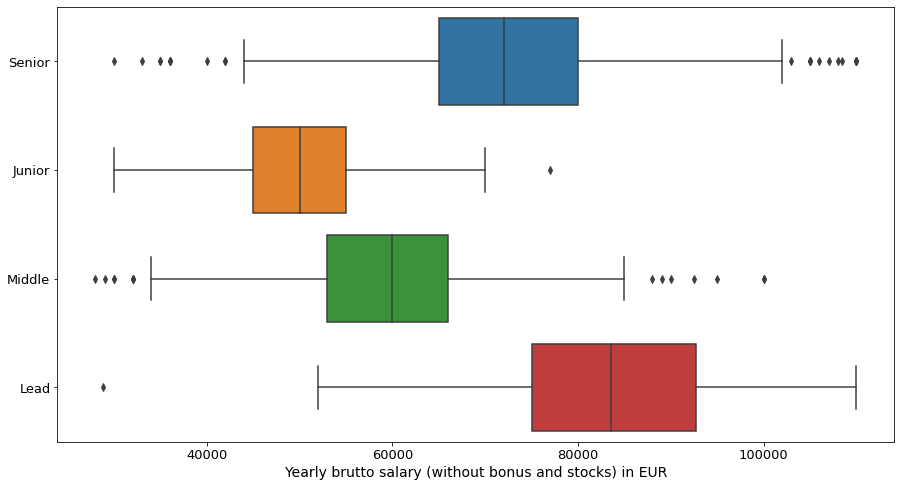 Senior
Junior
Middle
Lead
40000 60000 80000 100000
Yearly brutto salary (without bonus and stocks) in EUR